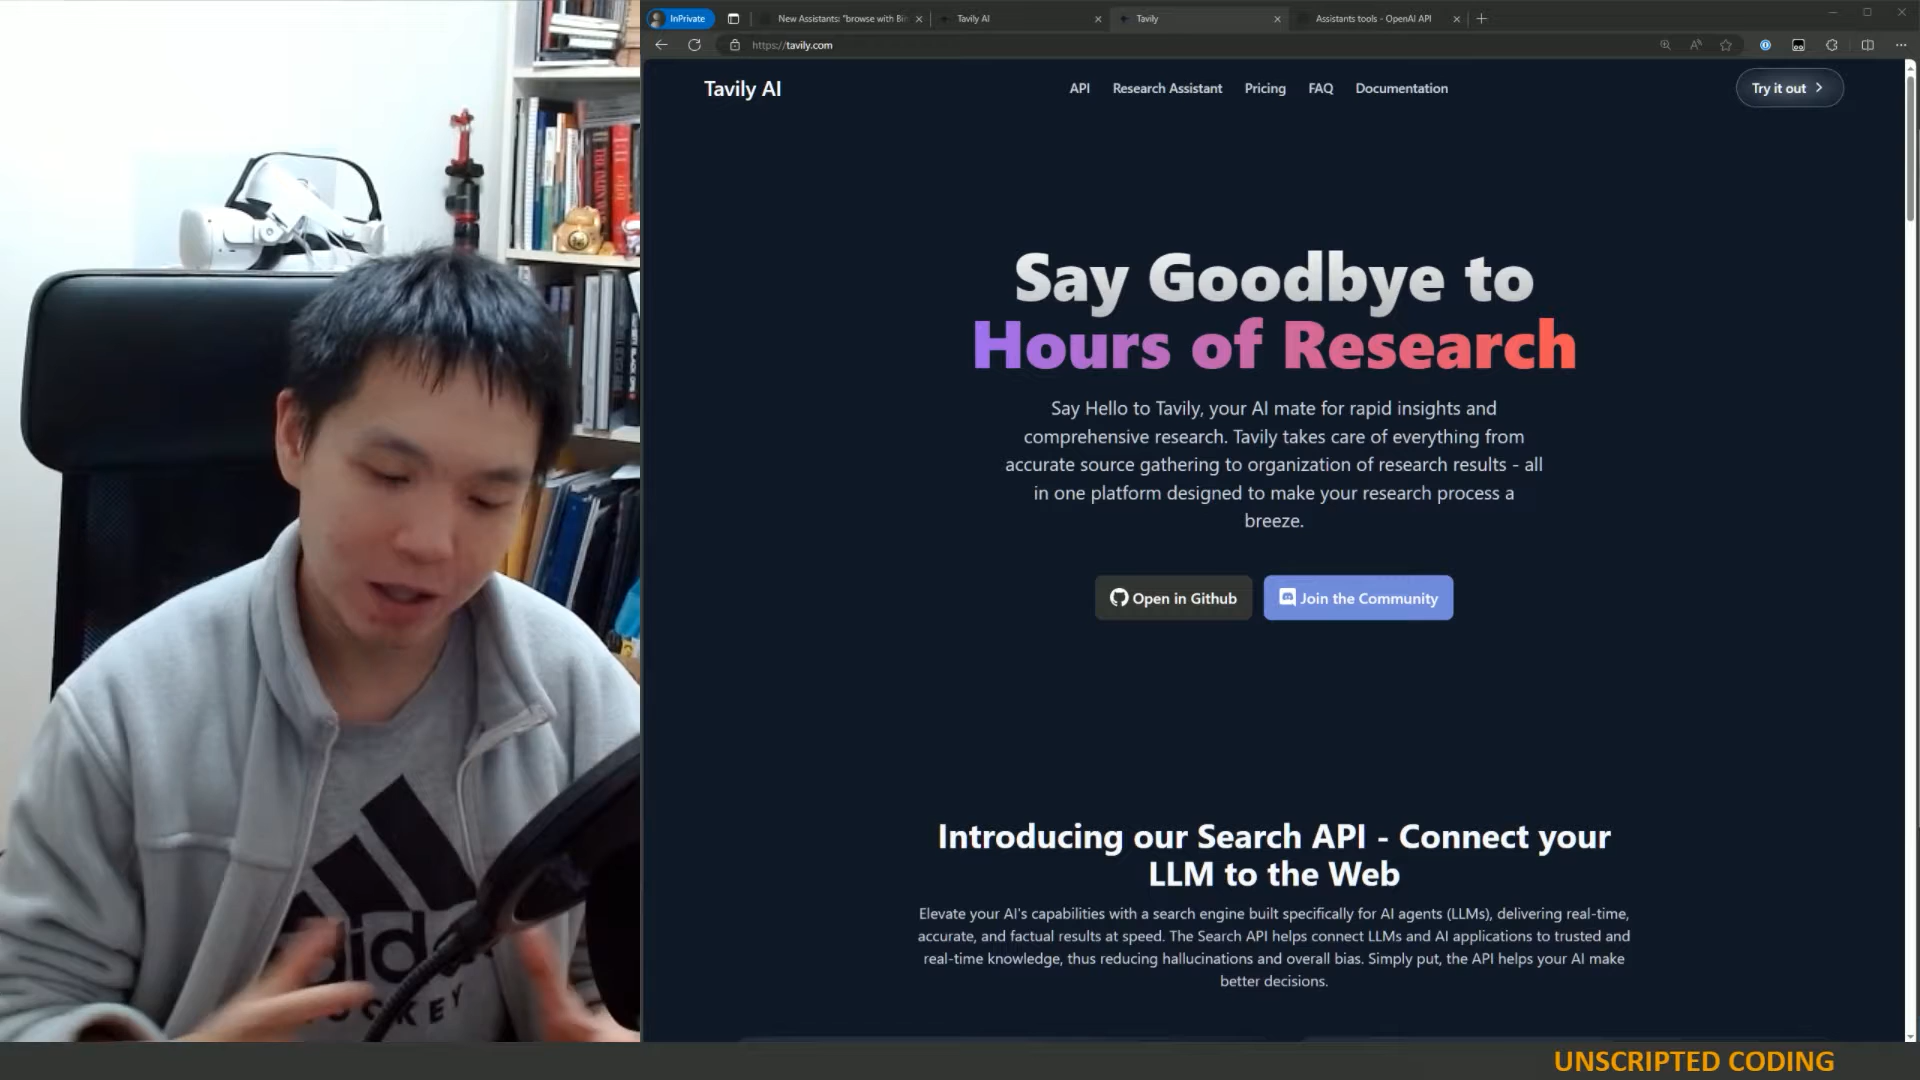 InPrivate
New Assistants: "browse with Bi
Tavily AI
Tavily
Assistants tools - OpenAI API
https://tavily.com
Tavily AI
API
Research Assistant
Pricing
FAQ
Documentation
Try it out
Say Goodbye to
Hours of Research
Say Hello to Tavily, your AI mate for rapid insights and
comprehensive research. Tavily takes care of everything from
accurate source gathering to organization of research results - all
in one platform designed to make your research process a
breeze.
Open in Github
Join the Community
Introducing our Search API - Connect your
LLM to the Web
Elevate your AI's capabilities with a search engine built specifically for AI agents (LLMs), delivering real-time,
accurate, and factual results at speed. The Search API helps connect LLMs and AI applications to trusted and
real-time knowledge, thus reducing hallucinations and overall bias. Simply put, the API helps your AI make
better decisions.
UNSCRIPTED CODING